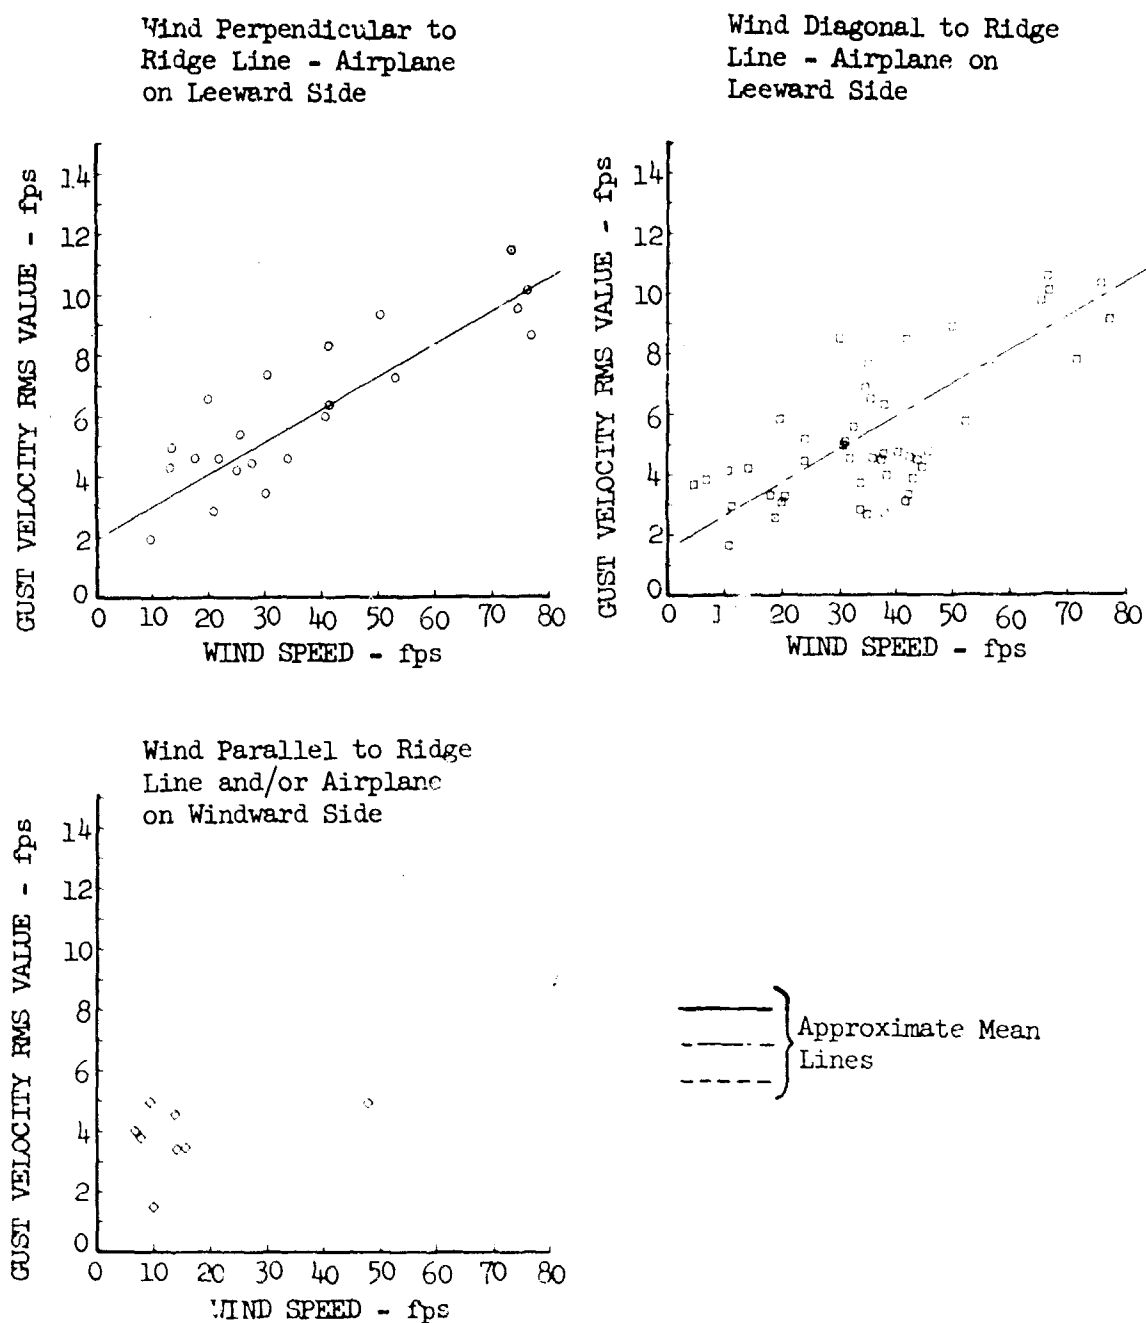 Wind Perpendicular to
Ridge Line - Airplane
on Leeward Side
GUST VELOCITY RMS VALUE - fps
14
12
10
8
6
4
2
0
0 10 20 30 40 50 60 70 80
WIND SPEED - fps
Wind Diagonal to Ridge
Line - Airplane on
Leeward Side
GUST VELOCITY RMS VALUE - fps
14
12
10
8
6
4
2
0
0 20 30 40 50 60 70 80
WIND SPEED - fps
Wind Parallel to Ridge
Line and/or Airplane
on Windward Side
GUST VELOCITY RMS VALUE - fps
14
12
10
8
6
4
2
0
0 10 20 30 40 50 60 70 80
WIND SPEED - fps
Approximate Mean
Lines